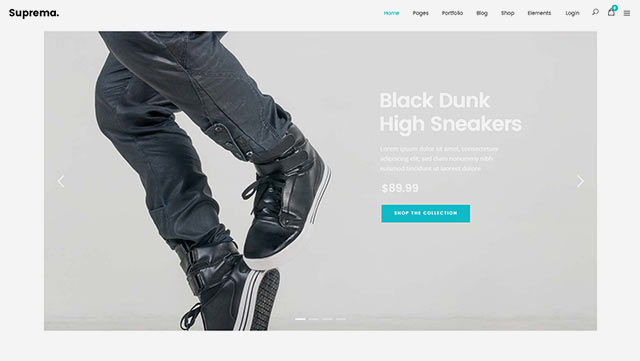 Suprema.
Home
Pages
Portfolio
Blog
Shop
Elements
Login
0
Black Dunk
High Sneakers
Lorem ipsum dolor sit amet, consectetuer
adipiscing elit, sed diam nonummy nibh
euismod tincidunt ut laoreet dolore
$89.99
SHOP THE COLLECTION